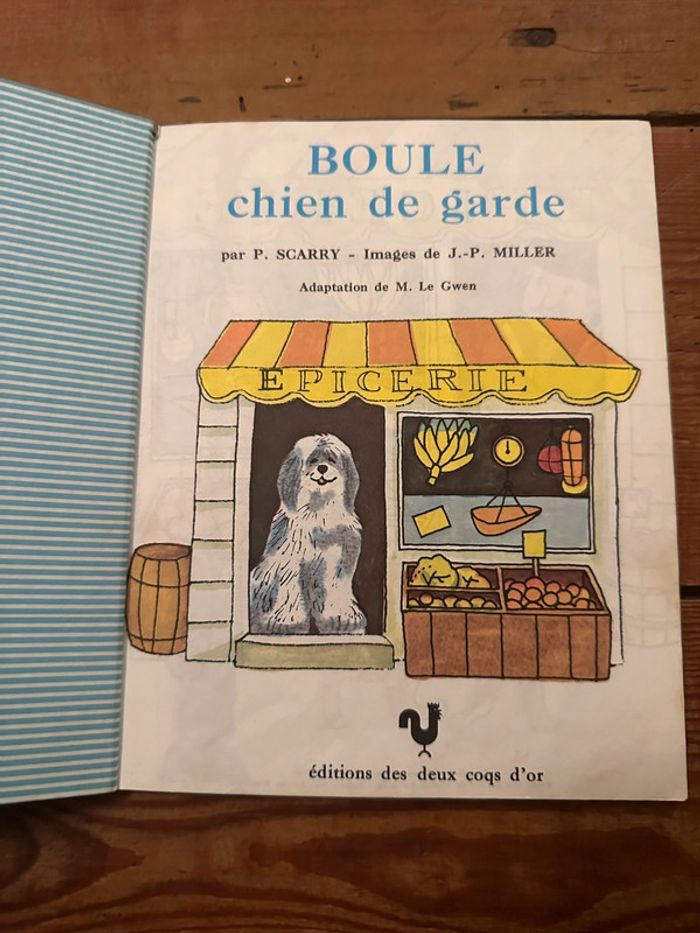 BOULE
chien de garde
par P. SCARRY - Images de J.-P. MILLER
Adaptation de M. Le Gwen
EPICERIE
éditions des deux coqs d'or